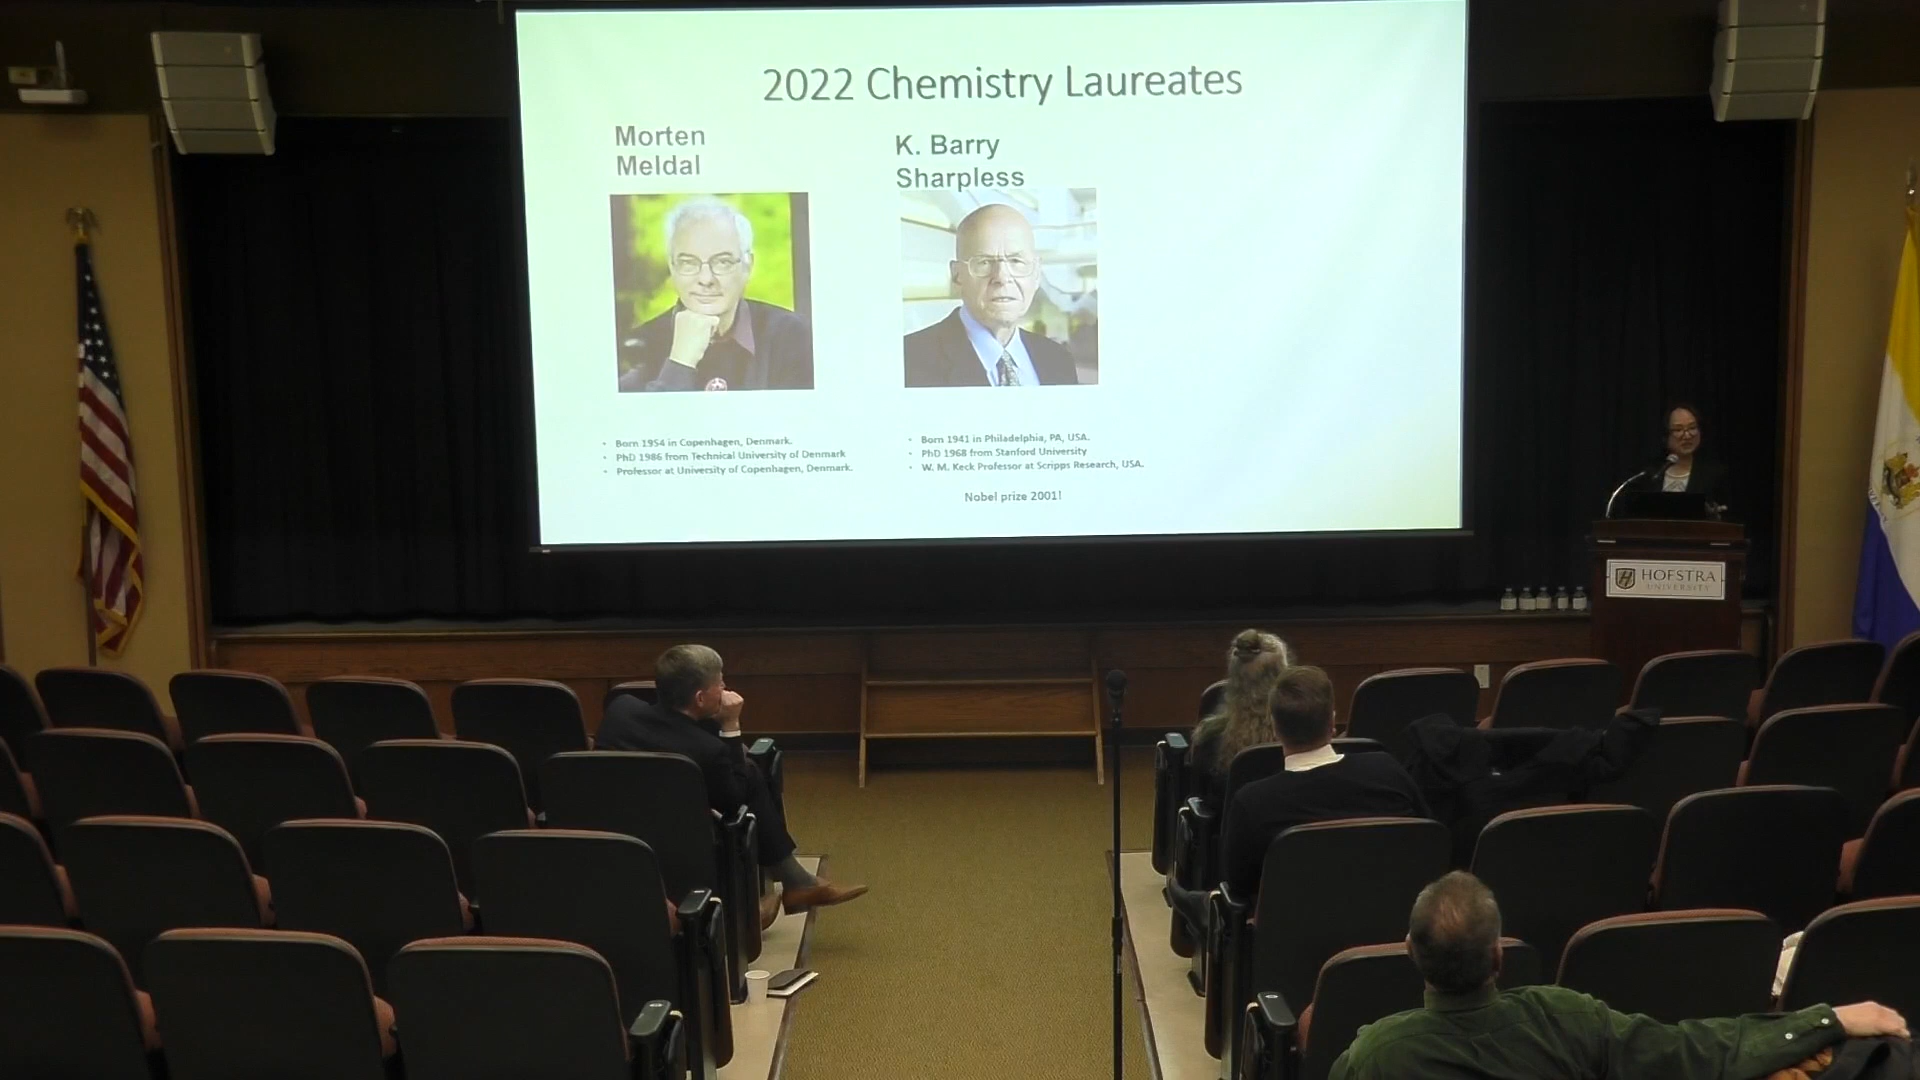 2022 Chemistry Laureates
Morten
Meldal
K. Barry
Sharpless
• Born 1954 in Copenhagen, Denmark.
• PhD 1986 from Technical University of Denmark
• Professor at University of Copenhagen, Denmark.
• Born 1941 in Philadelphia, PA, USA.
• PhD 1968 from Stanford University
• W. M. Keck Professor at Scripps Research, USA.
Nobel prize 2001!
HOFSTRA
UNIVERSITY